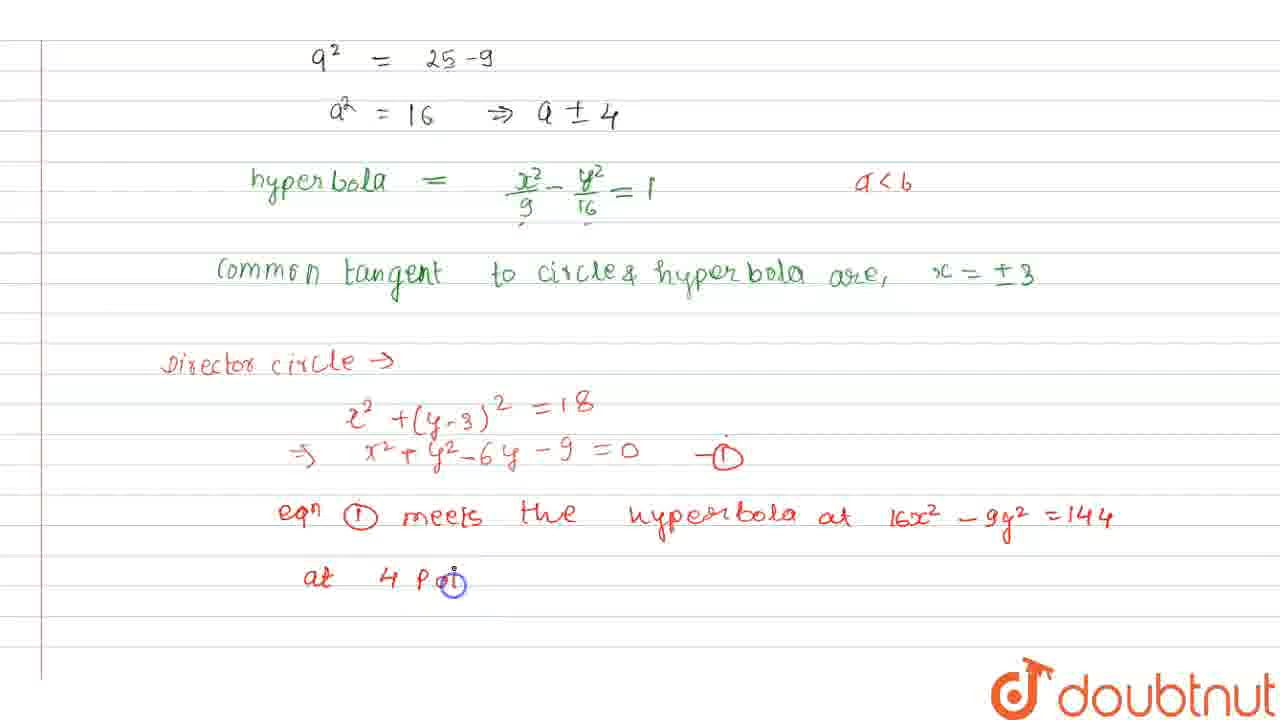 a² = 25-9
a² = 16 ⇒ a ± 4
hyperbola = x²/9 - y²/16 = 1 a < b
common tangent to circle & hyperbola are, x = ± 3
Director circle →
x² + (y-3)² = 18
⇒ x² + y² - 6y - 9 = 0 -①
eqn ① meets the hyperbola at 16x² - 9y² = 144
at 4 poi
doubtnut